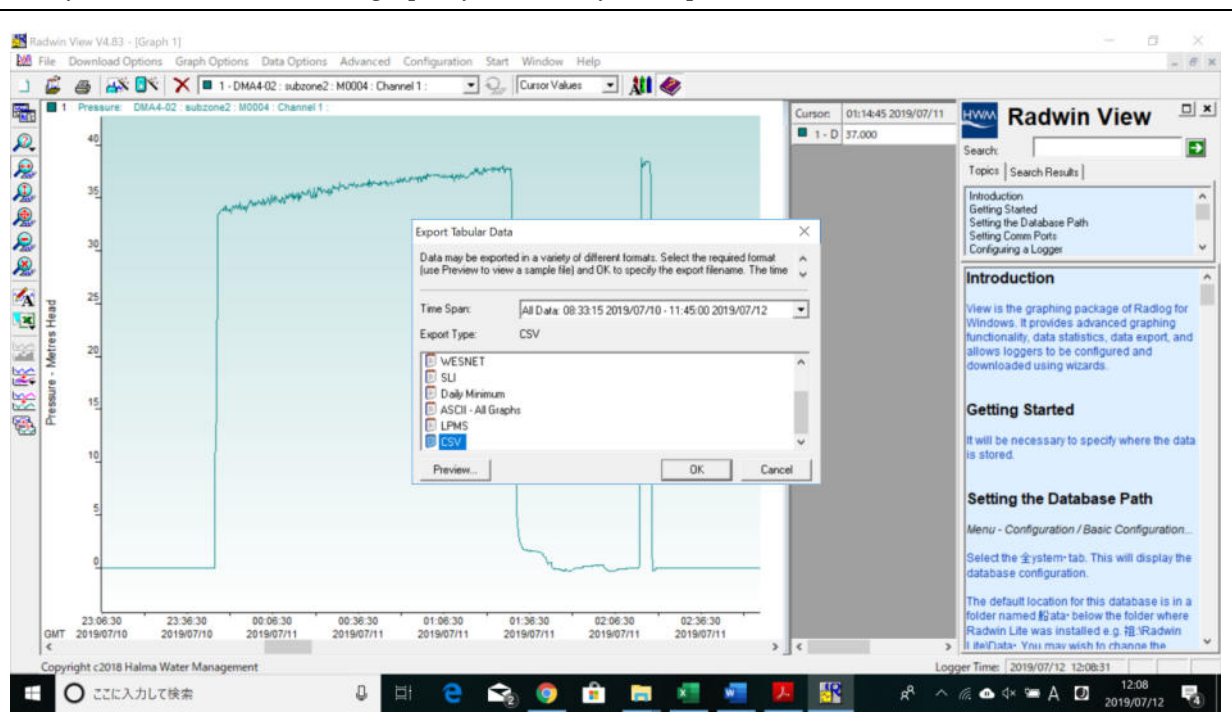 Radwin View V4.83 - [Graph 1]
File Download Options Graph Options Data Options Advanced Configuration Start Window Help
1 - DMA4-02 : subzone2 : M0004 : Channel 1 :
Cursor Values
1 Pressure: DMA4-02 : subzone2 : M0004 : Channel 1 :
Cursor: 01:14:45 2019/07/11
1 - D 37.000
40
35
30
25
20
15
10
5
0
Pressure - Metres Head
23:06:30 23:36:30 00:06:30 00:36:30 01:06:30 01:36:30 02:06:30 02:36:30
GMT 2019/07/10 2019/07/10 2019/07/11 2019/07/11 2019/07/11 2019/07/11 2019/07/11 2019/07/11
Export Tabular Data
Data may be exported in a variety of different formats. Select the required format
(use Preview to view a sample file) and OK to specify the export filename. The time
Time Span: All Data: 08:33:15 2019/07/10 - 11:45:00 2019/07/12
Export Type: CSV
WESNET
SLI
Daily Minimum
ASCII - All Graphs
LPMS
CSV
Preview... OK Cancel
HWM Radwin View
Search:
Topics Search Results
Introduction
Getting Started
Setting the Database Path
Setting Comm Ports
Configuring a Logger
Introduction
View is the graphing package of Radlog for
Windows. It provides advanced graphing
functionality, data statistics, data export, and
allows loggers to be configured and
downloaded using wizards.
Getting Started
It will be necessary to specify where the data
is stored.
Setting the Database Path
Menu - Configuration / Basic Configuration...
Select the ystem tab. This will display the
database configuration.
The default location for this database is in a
folder named ata below the folder where
Radwin Lite was installed e.g. :\Radwin
Lite\Data You may wish to change the
Copyright c2018 Halma Water Management
Logger Time: 2019/07/12 12:08:31
ここに入力して検索
A
12:08
2019/07/12